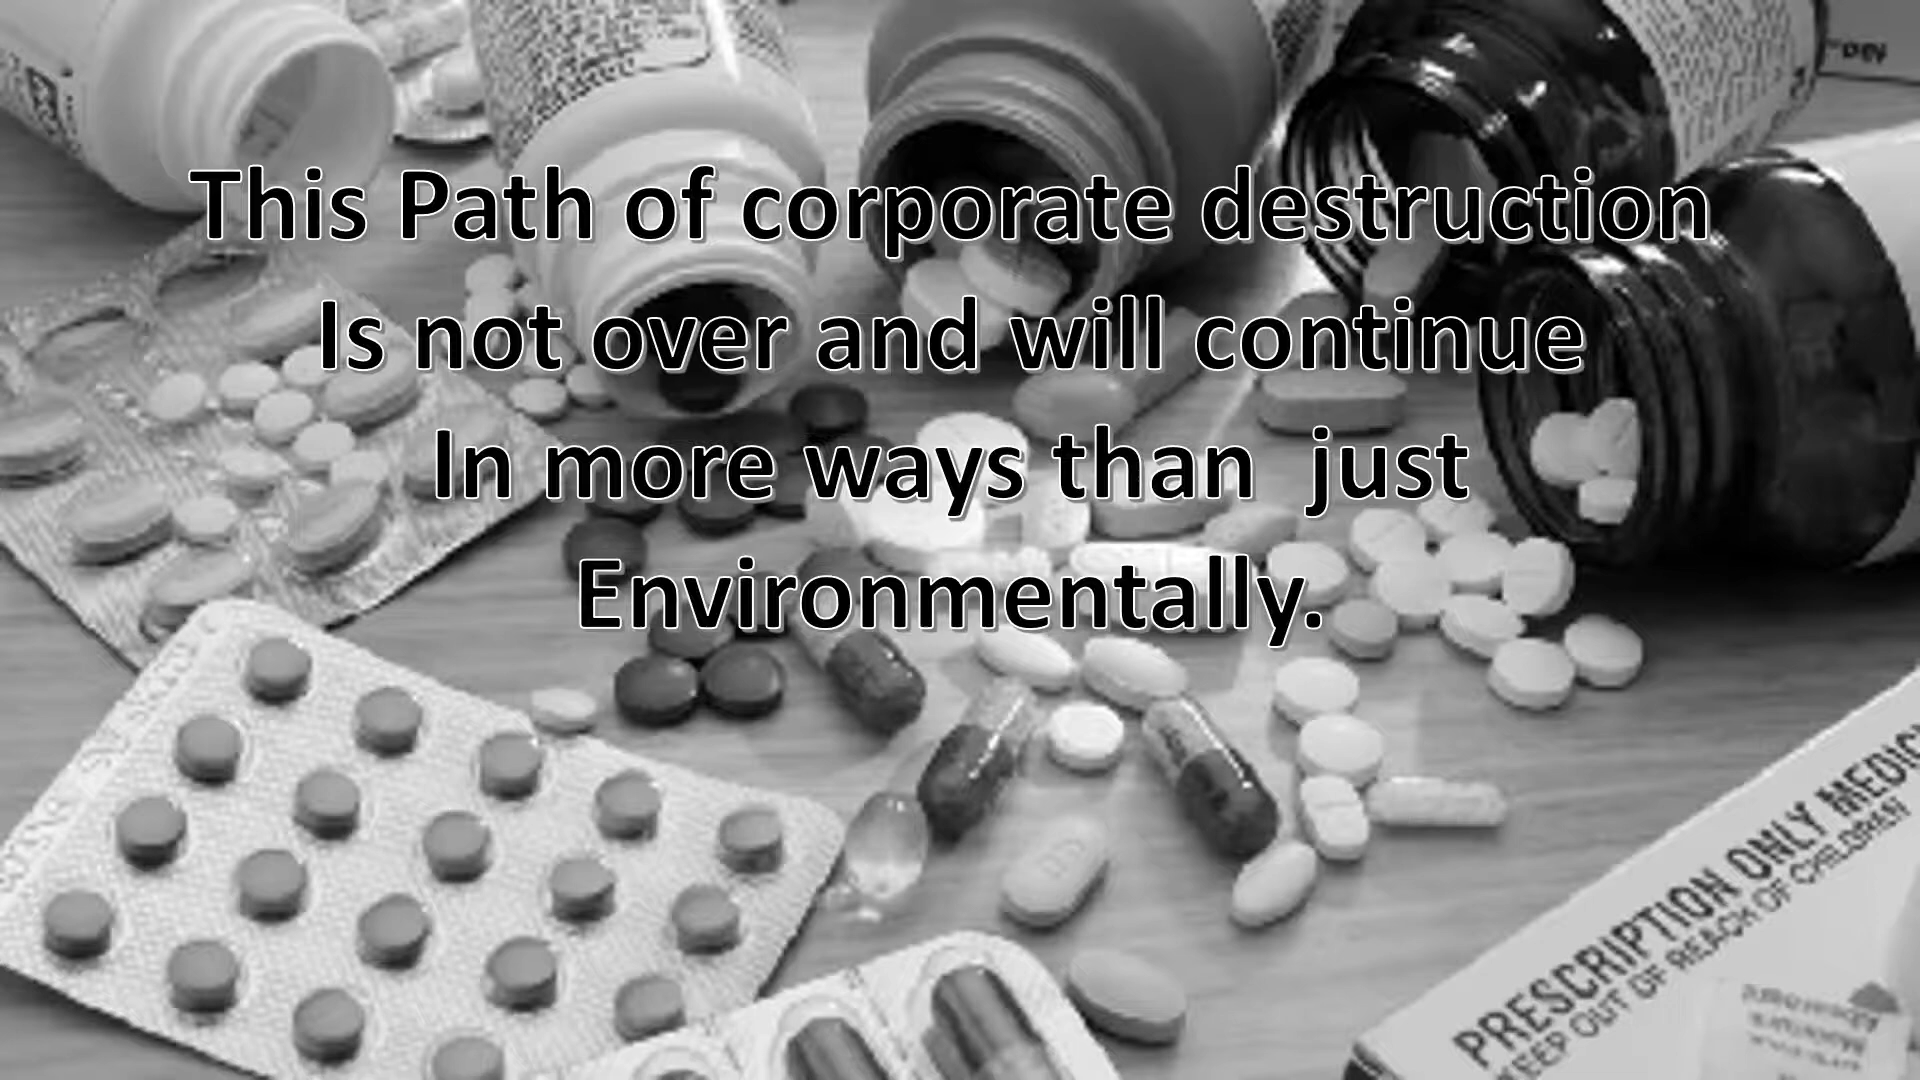 This Path of corporate destruction
Is not over and will continue
In more ways than  just
Environmentally.
PRESCRIPTION ONLY MEDIC
KEEP OUT OF REACH OF CHILDREN